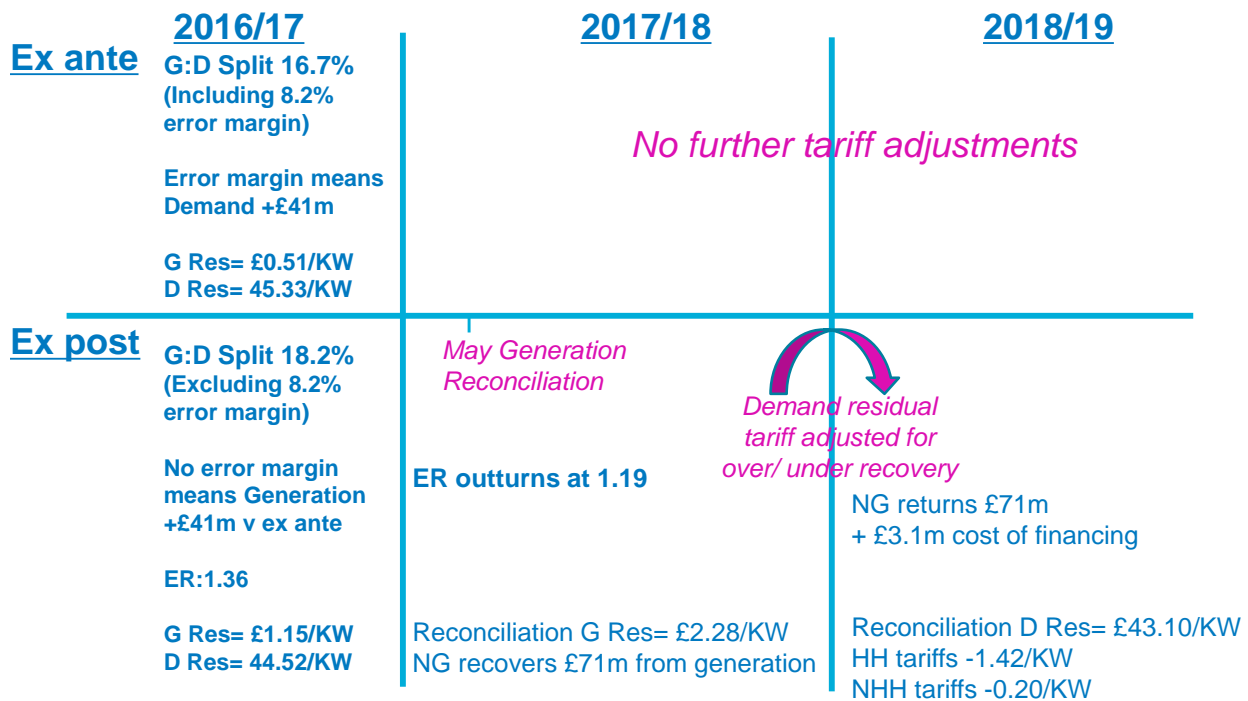 2016/17
2017/18
2018/19
Ex ante
G:D Split 16.7%
(Including 8.2%
error margin)
Error margin means
Demand +£41m
G Res= £0.51/KW
D Res= 45.33/KW
No further tariff adjustments
Ex post
G:D Split 18.2%
(Excluding 8.2%
error margin)
No error margin
means Generation
+£41m v ex ante
ER:1.36
G Res= £1.15/KW
D Res= 44.52/KW
May Generation
Reconciliation
ER outturns at 1.19
Reconciliation G Res= £2.28/KW
NG recovers £71m from generation
Demand residual
tariff adjusted for
over/ under recovery
NG returns £71m
+ £3.1m cost of financing
Reconciliation D Res= £43.10/KW
HH tariffs -1.42/KW
NHH tariffs -0.20/KW